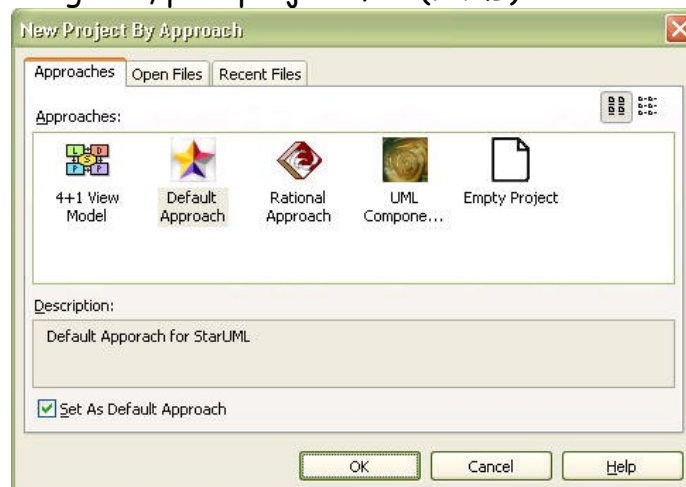 New Project By Approach
Approaches Open Files Recent Files
Approaches:
4+1 View Model
Default Approach
Rational Approach
UML Compone...
Empty Project
Description:
Default Apporach for StarUML
Set As Default Approach
OK Cancel Help